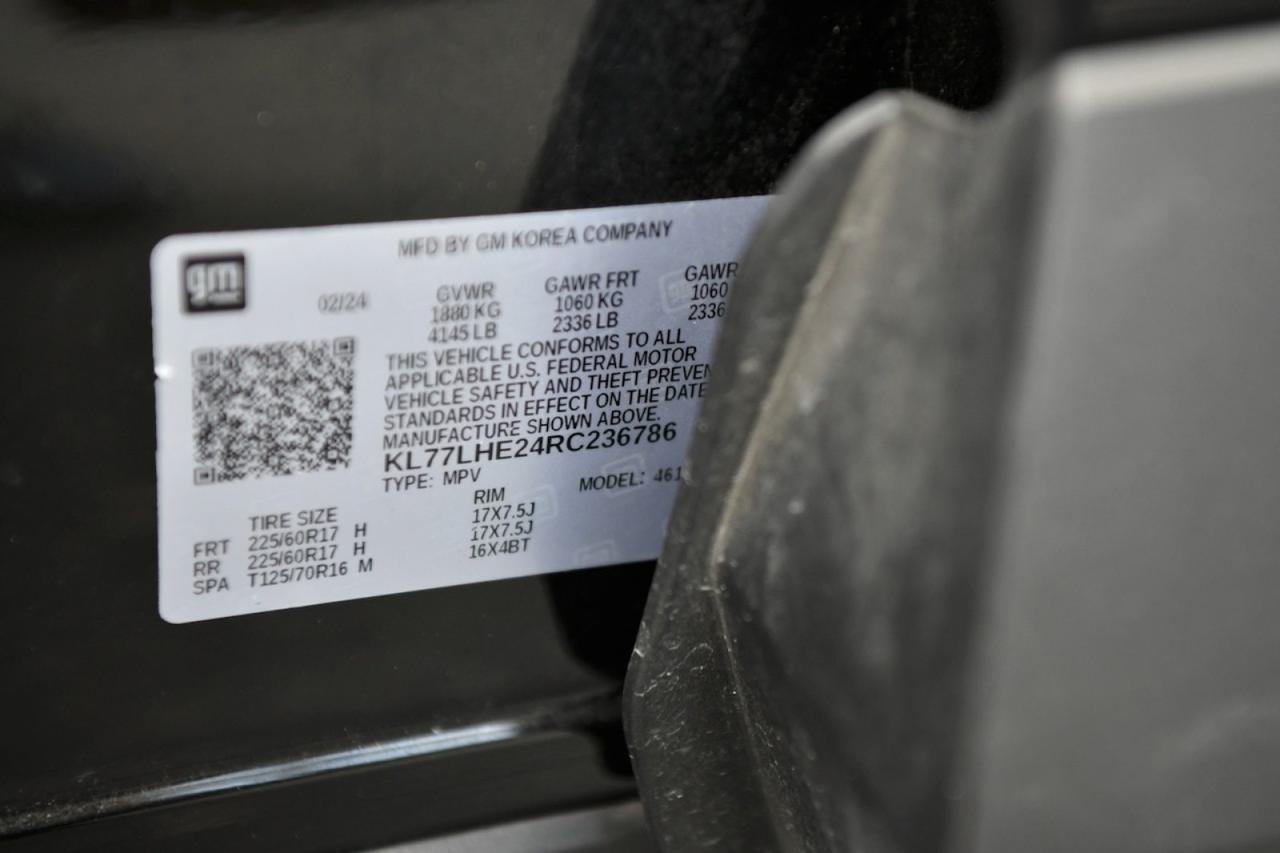 MFD BY GM KOREA COMPANY
gm
02/24
GVWR GAWR FRT GAWR
1880 KG 1060 KG 1060
4145 LB 2336 LB 2336
THIS VEHICLE CONFORMS TO ALL
APPLICABLE U.S. FEDERAL MOTOR
VEHICLE SAFETY AND THEFT PREVEN
STANDARDS IN EFFECT ON THE DATE
MANUFACTURE SHOWN ABOVE.
KL77LHE24RC236786
TYPE: MPV MODEL: 461
TIRE SIZE RIM
FRT 225/60R17 H 17X7.5J
RR 225/60R17 H 17X7.5J
SPA T125/70R16 M 16X4BT